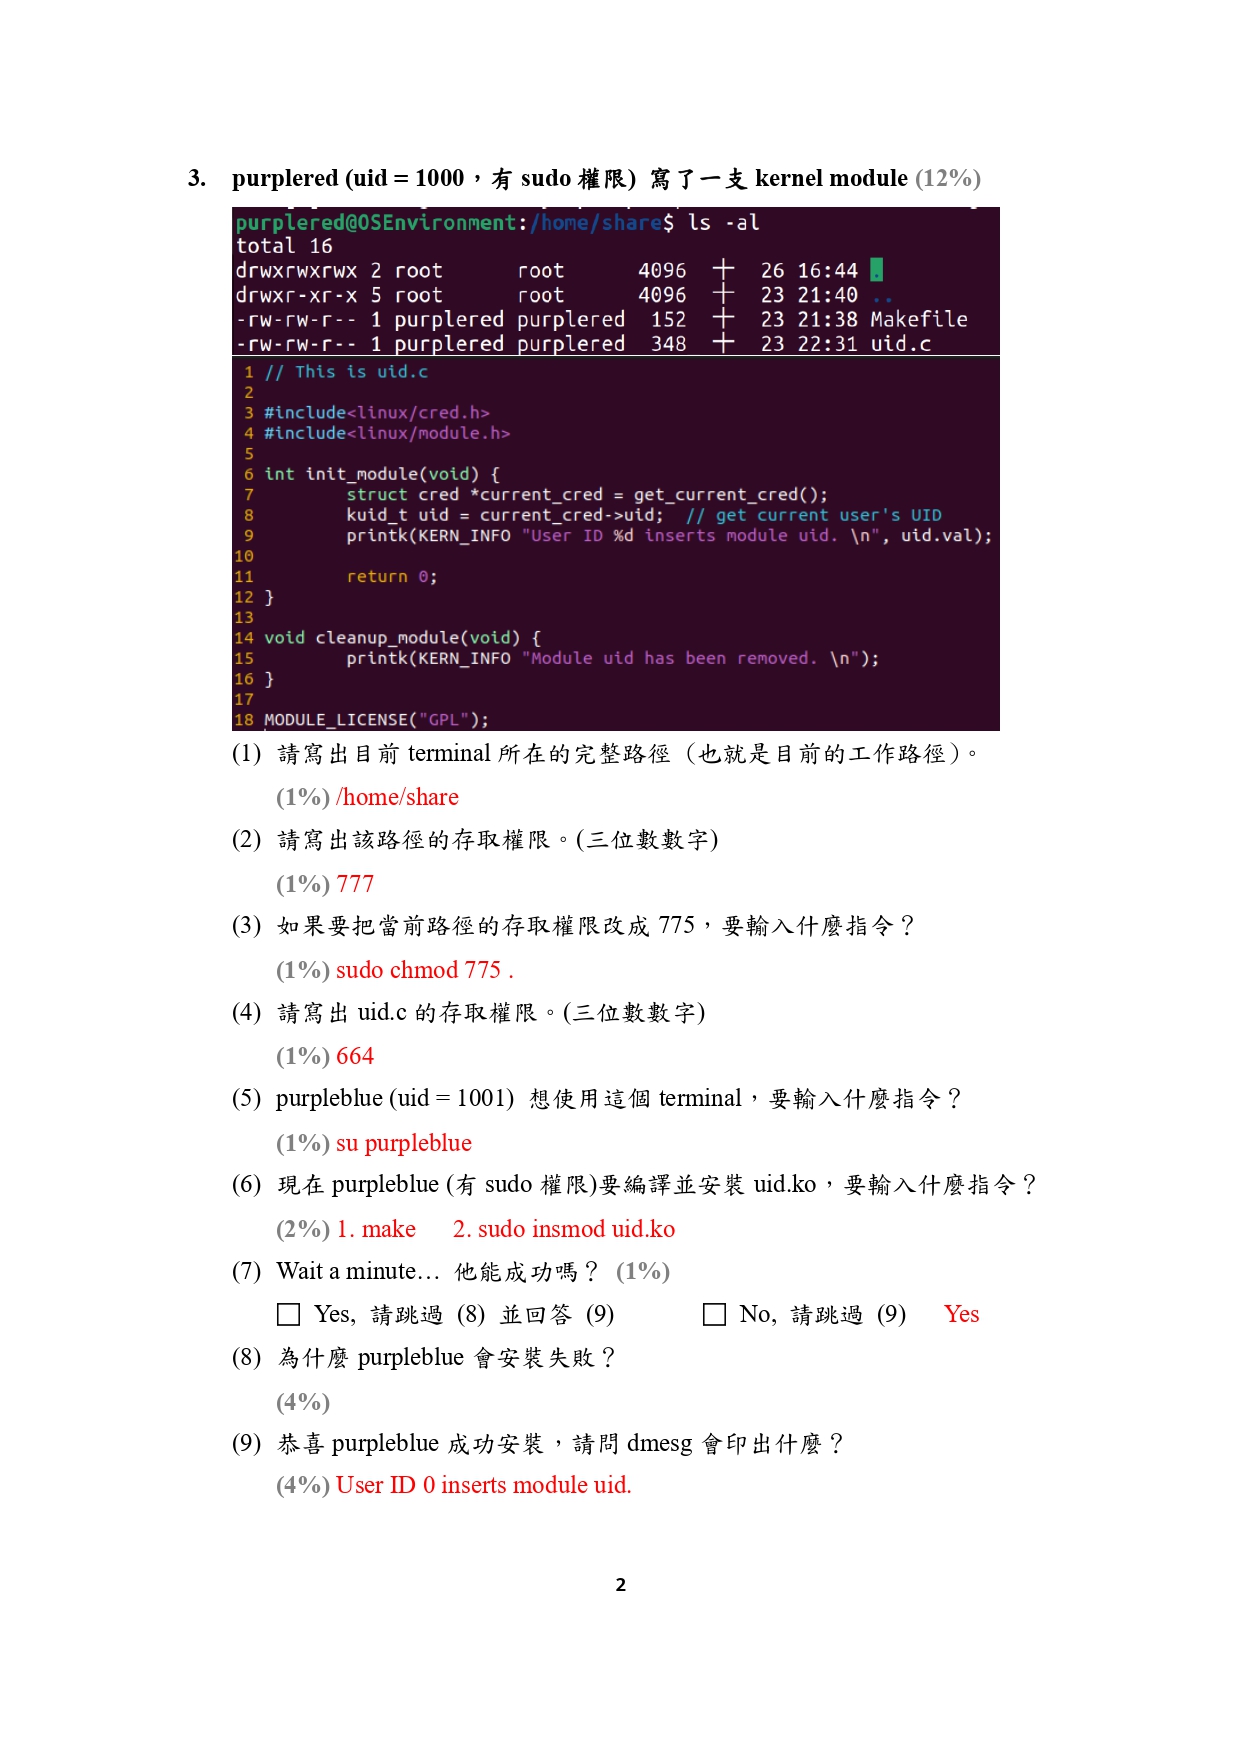 3. purplered (uid = 1000，有 sudo 權限) 寫了一支 kernel module (12%)
purplered@OSEnvironment:/home/share$ ls -al
total 16
drwxrwxrwx 2 root root 4096 十 26 16:44 .
drwxr-xr-x 5 root root 4096 十 23 21:40 ..
-rw-rw-r-- 1 purplered purplered 152 十 23 21:38 Makefile
-rw-rw-r-- 1 purplered purplered 348 十 23 22:31 uid.c
1 // This is uid.c
2
3 #include<linux/cred.h>
4 #include<linux/module.h>
5
6 int init_module(void) {
7 struct cred *current_cred = get_current_cred();
8 kuid_t uid = current_cred->uid; // get current user's UID
9 printk(KERN_INFO "User ID %d inserts module uid. \n", uid.val);
10
11 return 0;
12 }
13
14 void cleanup_module(void) {
15 printk(KERN_INFO "Module uid has been removed. \n");
16 }
17
18 MODULE_LICENSE("GPL");
(1) 請寫出目前 terminal 所在的完整路徑（也就是目前的工作路徑）。
(1%) /home/share
(2) 請寫出該路徑的存取權限。(三位數數字)
(1%) 777
(3) 如果要把當前路徑的存取權限改成 775，要輸入什麼指令？
(1%) sudo chmod 775 .
(4) 請寫出 uid.c 的存取權限。(三位數數字)
(1%) 664
(5) purpleblue (uid = 1001) 想使用這個 terminal，要輸入什麼指令？
(1%) su purpleblue
(6) 現在 purpleblue (有 sudo 權限)要編譯並安裝 uid.ko，要輸入什麼指令？
(2%) 1. make 2. sudo insmod uid.ko
(7) Wait a minute… 他能成功嗎？ (1%)
□ Yes, 請跳過 (8) 並回答 (9) □ No, 請跳過 (9) Yes
(8) 為什麼 purpleblue 會安裝失敗？
(4%)
(9) 恭喜 purpleblue 成功安裝，請問 dmesg 會印出什麼？
(4%) User ID 0 inserts module uid.
2